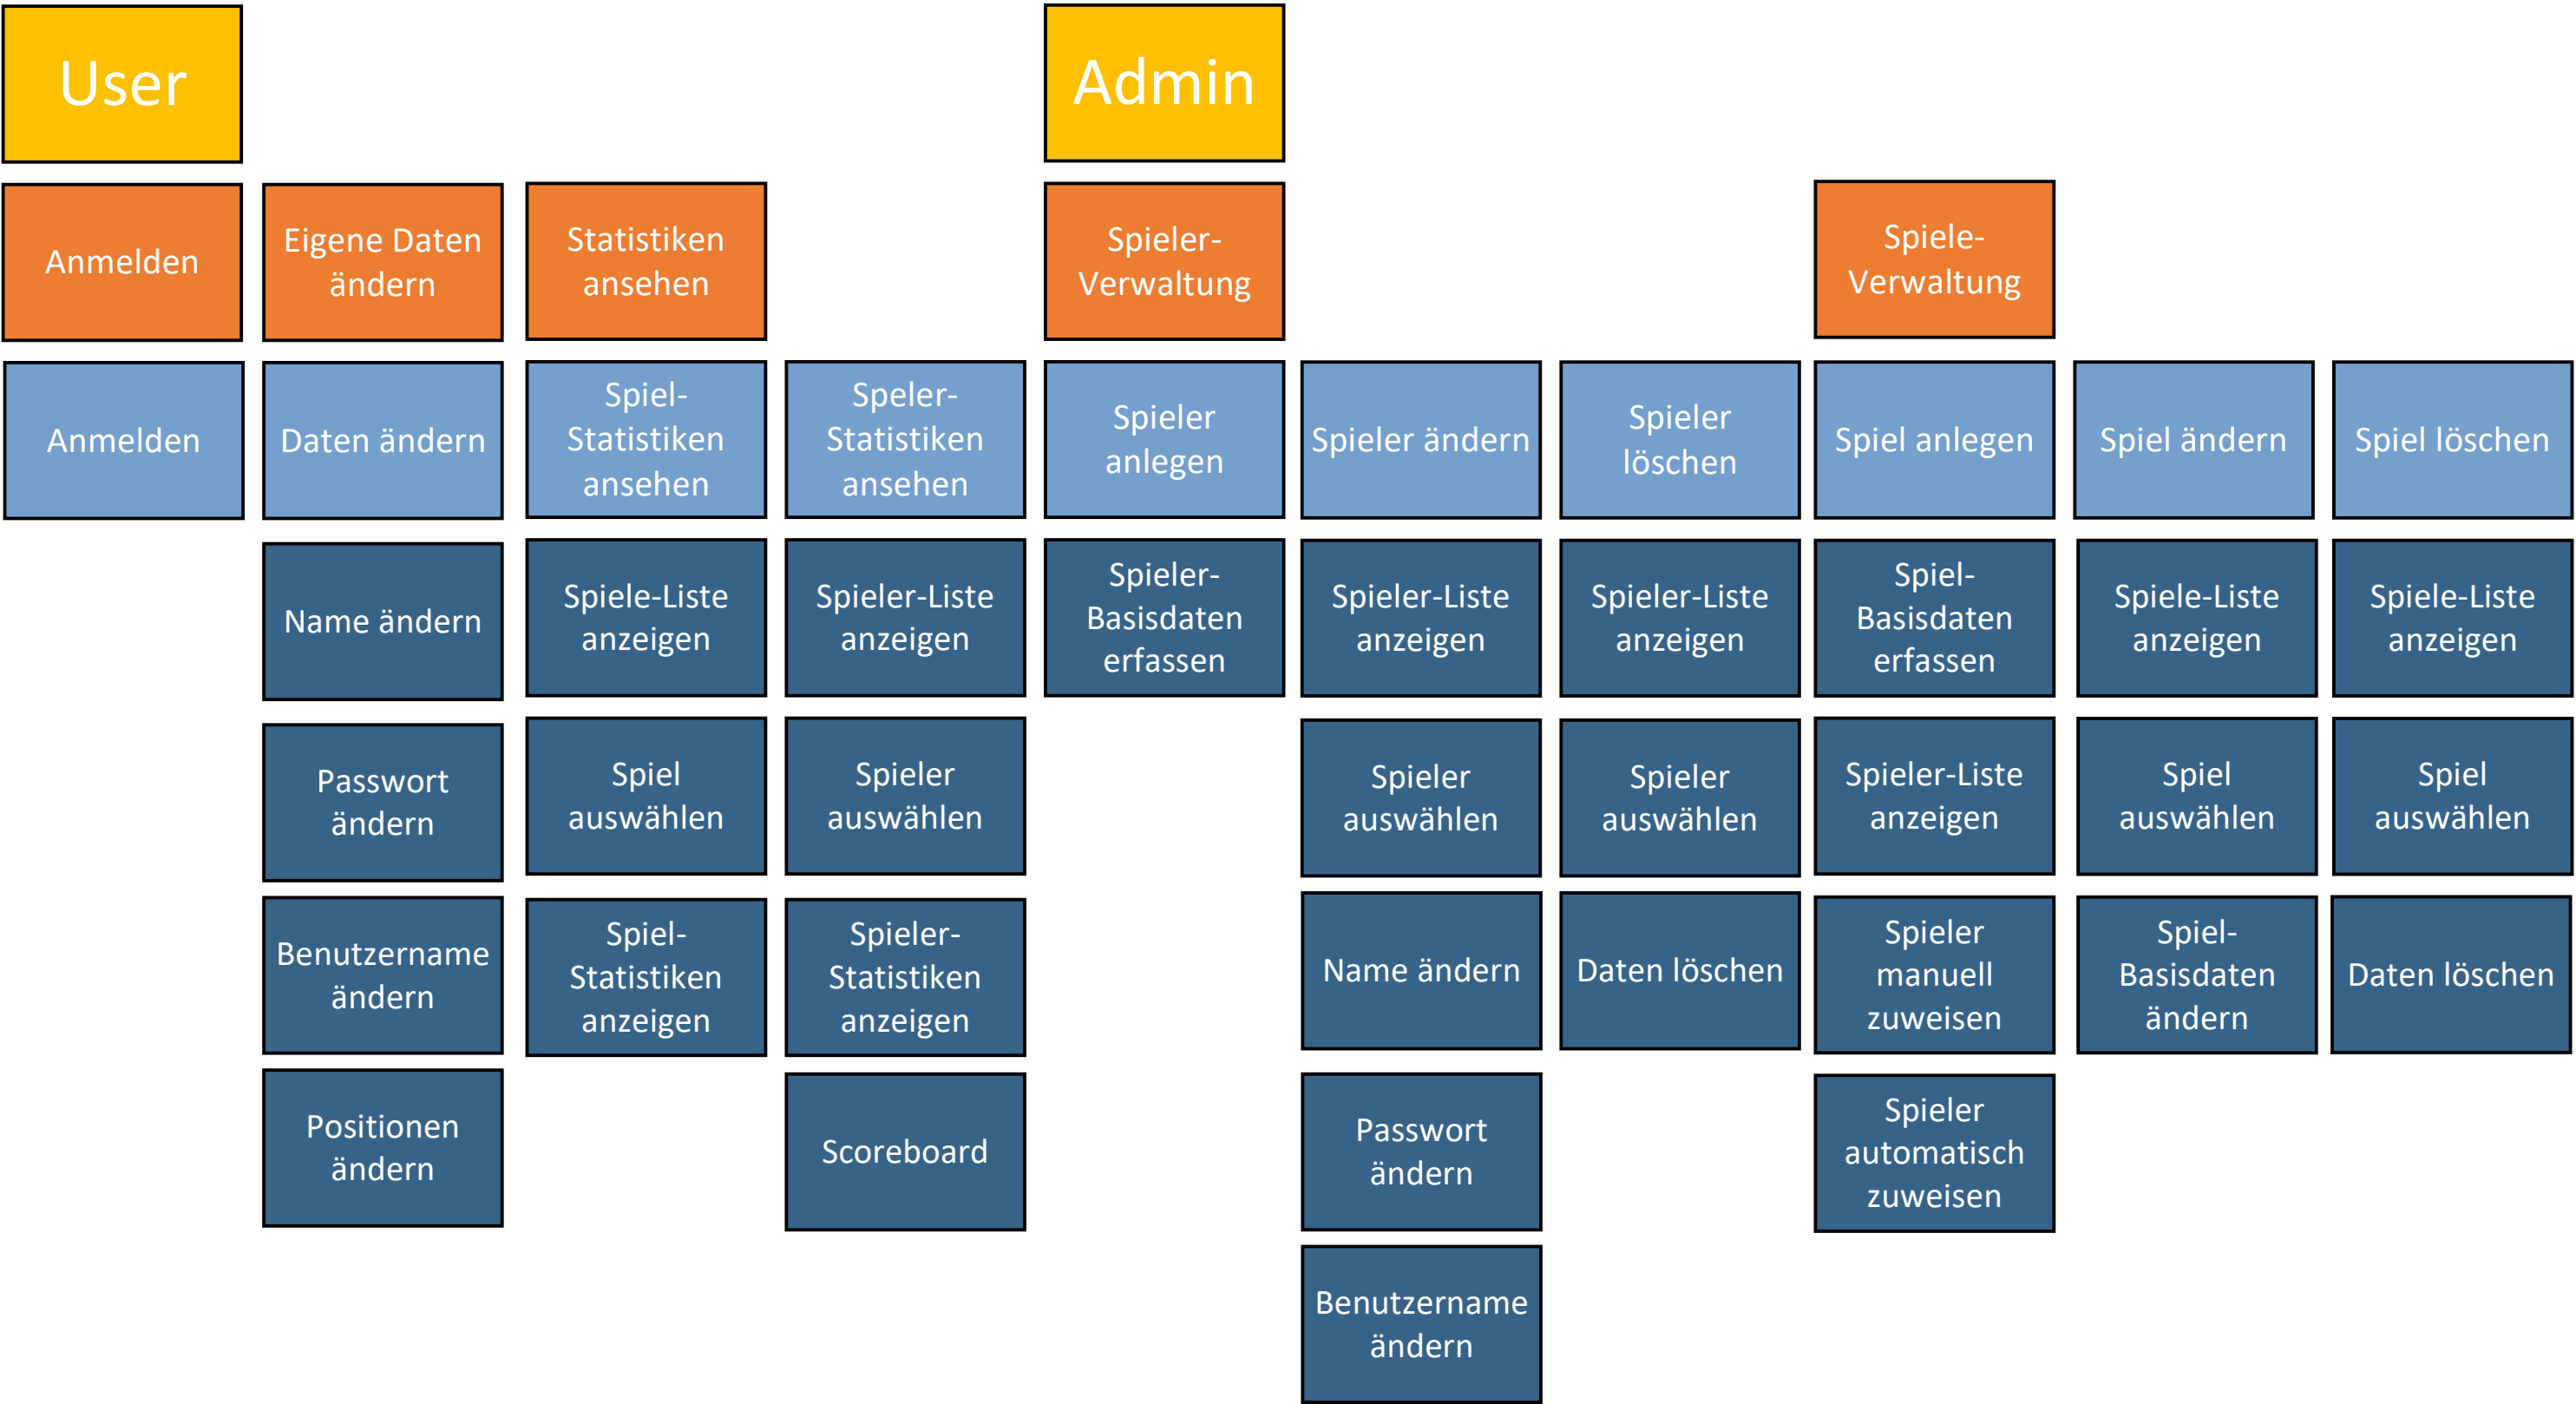 User
Admin
Anmelden
Eigene Daten
ändern
Statistiken
ansehen
Spieler-
Verwaltung
Spiele-
Verwaltung
Anmelden
Daten ändern
Spiel-
Statistiken
ansehen
Speler-
Statistiken
ansehen
Spieler
anlegen
Spieler ändern
Spieler
löschen
Spiel anlegen
Spiel ändern
Spiel löschen
Name ändern
Spiele-Liste
anzeigen
Spieler-Liste
anzeigen
Spieler-
Basisdaten
erfassen
Spieler-Liste
anzeigen
Spieler-Liste
anzeigen
Spiel-
Basisdaten
erfassen
Spiele-Liste
anzeigen
Spiele-Liste
anzeigen
Passwort
ändern
Spiel
auswählen
Spieler
auswählen
Spieler
auswählen
Spieler
auswählen
Spieler-Liste
anzeigen
Spiel
auswählen
Spiel
auswählen
Benutzername
ändern
Spiel-
Statistiken
anzeigen
Spieler-
Statistiken
anzeigen
Name ändern
Daten löschen
Spieler
manuell
zuweisen
Spiel-
Basisdaten
ändern
Daten löschen
Positionen
ändern
Scoreboard
Passwort
ändern
Spieler
automatisch
zuweisen
Benutzername
ändern